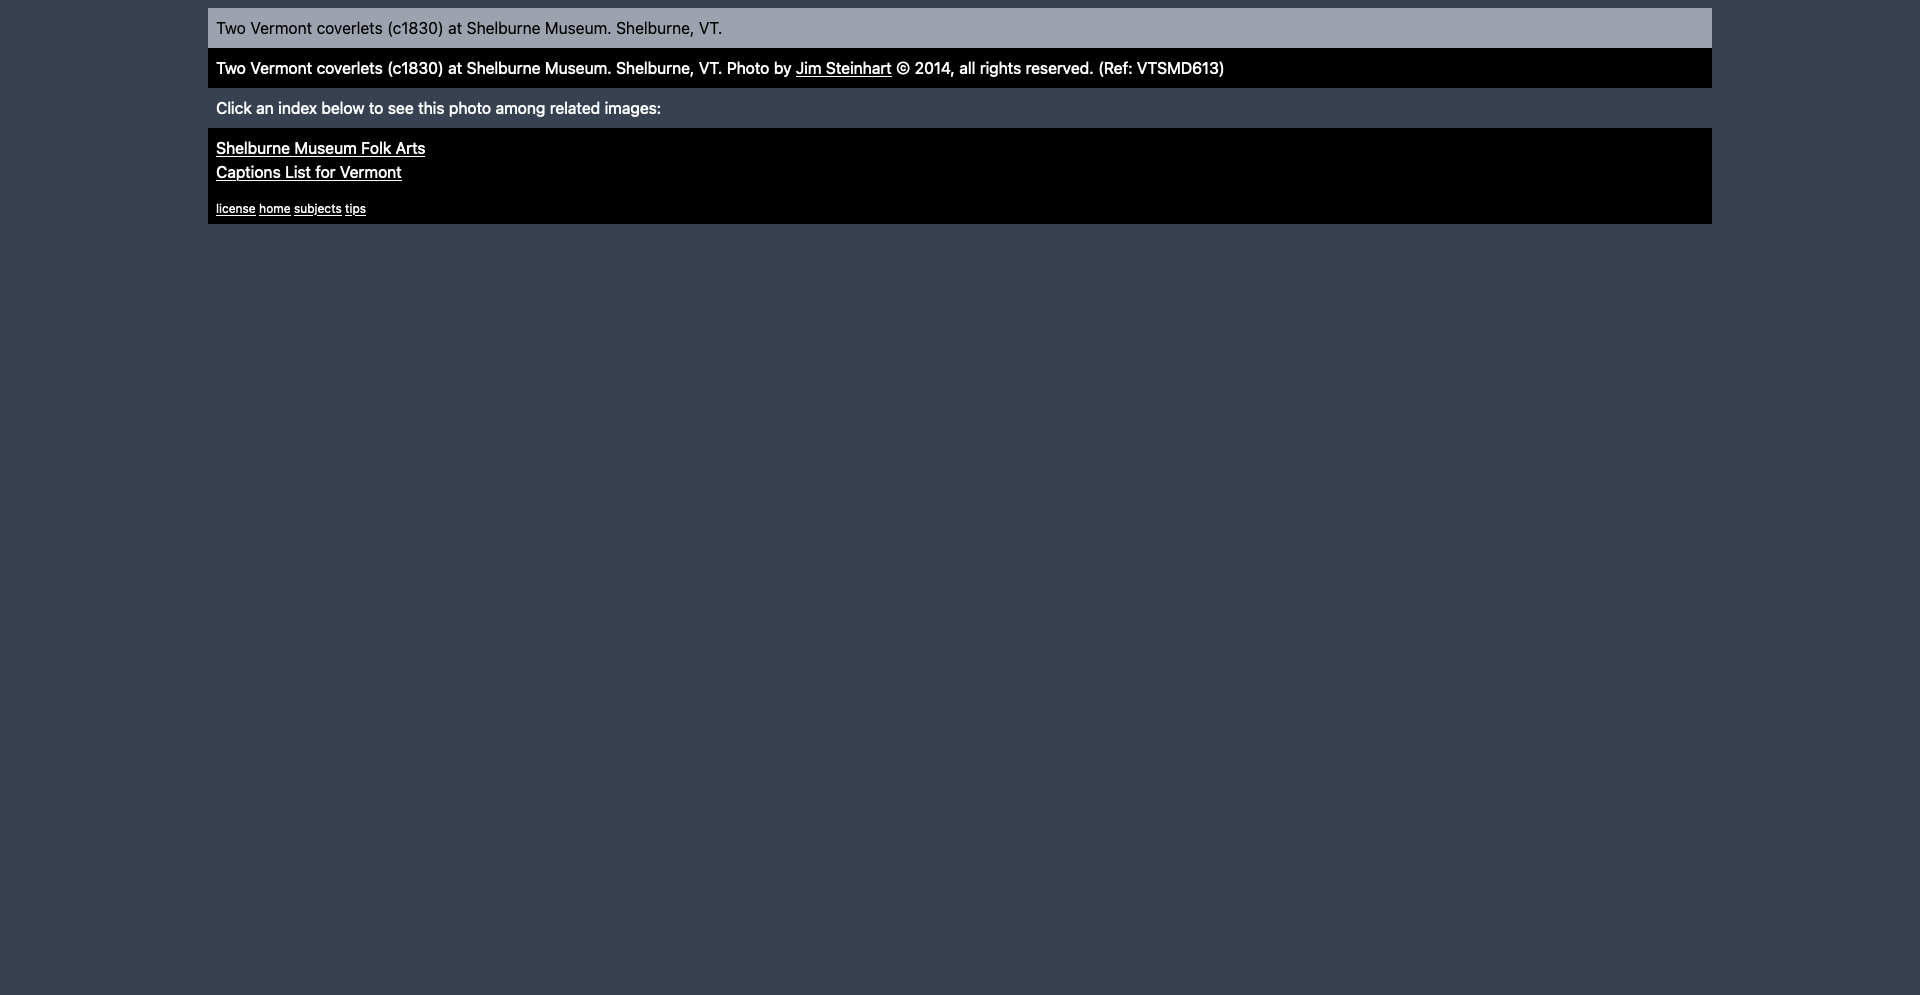 Two Vermont coverlets (c1830) at Shelburne Museum. Shelburne, VT.
Two Vermont coverlets (c1830) at Shelburne Museum. Shelburne, VT. Photo by Jim Steinhart © 2014, all rights reserved. (Ref: VTSMD613)
Click an index below to see this photo among related images:
Shelburne Museum Folk Arts
Captions List for Vermont
license home subjects tips